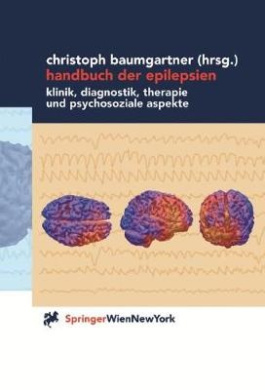 christoph baumgartner (hrsg.)
handbuch der epilepsien
klinik, diagnostik, therapie
und psychosoziale aspekte
SpringerWienNewYork